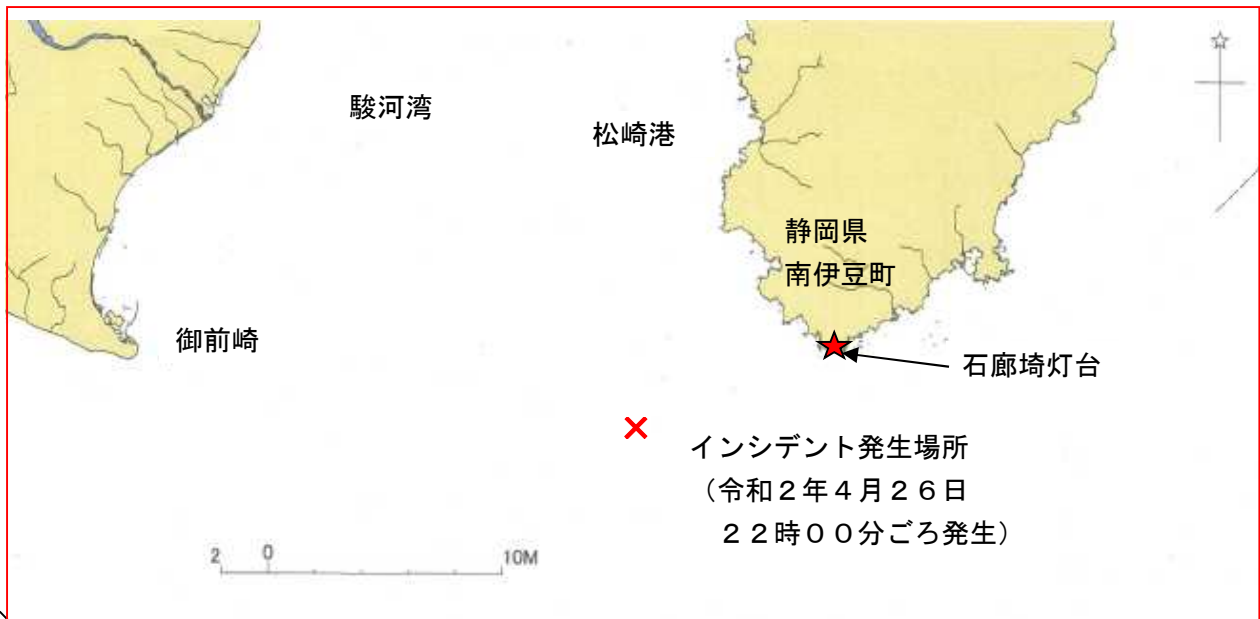 駿河湾
松崎港
静岡県
南伊豆町
御前崎
石廊埼灯台
インシデント発生場所
（令和２年４月２６日
２２時００分ごろ発生）
2 0 10M